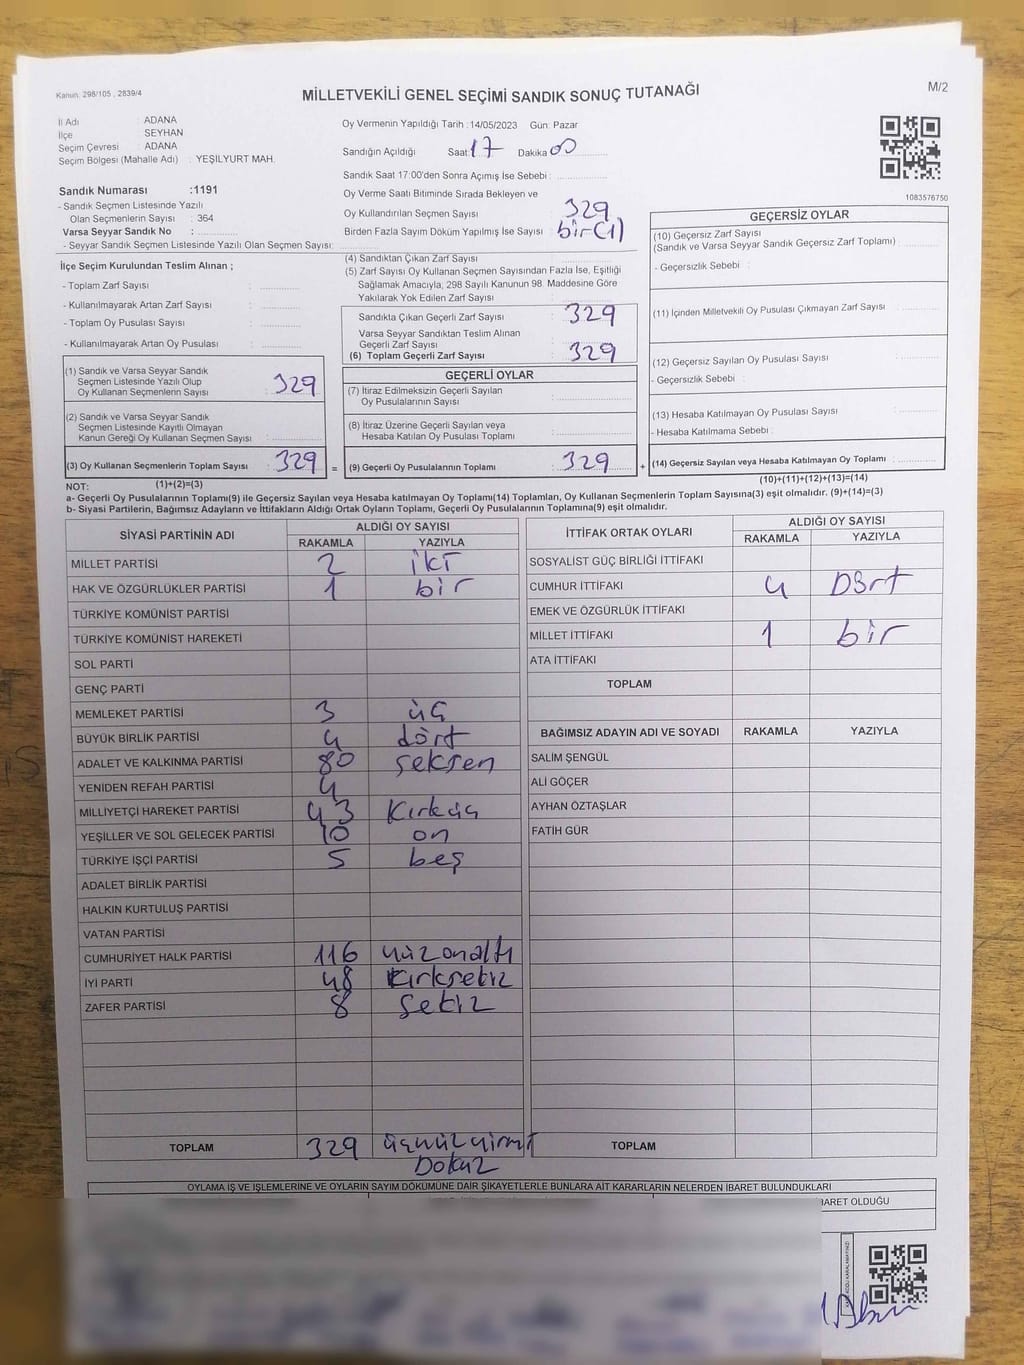 Kanun. 298/105 , 2839/4
MİLLETVEKİLİ GENEL SEÇİMİ SANDIK SONUÇ TUTANAĞI
M/2
İl Adı : ADANA
İlçe : SEYHAN
Seçim Çevresi : ADANA
Seçim Bölgesi (Mahalle Adı) : YEŞİLYURT MAH.
Sandık Numarası :1191
- Sandık Seçmen Listesinde Yazılı
Olan Seçmenlerin Sayısı : 364
Varsa Seyyar Sandık No :
- Seyyar Sandık Seçmen Listesinde Yazılı Olan Seçmen Sayısı:
Oy Vermenin Yapıldığı Tarih :14/05/2023 Gün: Pazar
Sandığın Açıldığı Saat:17 Dakika 00
Sandık Saat 17:00'den Sonra Açımış İse Sebebi :
Oy Verme Saati Bitiminde Sırada Bekleyen ve
Oy Kullandırılan Seçmen Sayısı : 329
Birden Fazla Sayım Döküm Yapılmış İse Sayısı : bir(1)
1083576750
İlçe Seçim Kurulundan Teslim Alınan ;
- Toplam Zarf Sayısı :
- Kullanılmayarak Artan Zarf Sayısı :
- Toplam Oy Pusulası Sayısı :
- Kullanılmayarak Artan Oy Pusulası :
(4) Sandıktan Çıkan Zarf Sayısı :
(5) Zarf Sayısı Oy Kullanan Seçmen Sayısından Fazla İse, Eşitliği
Sağlamak Amacıyla; 298 Sayılı Kanunun 98. Maddesine Göre
Yakılarak Yok Edilen Zarf Sayısı :
Sandıkta Çıkan Geçerli Zarf Sayısı : 329
Varsa Seyyar Sandıktan Teslim Alınan
Geçerli Zarf Sayısı :
(6) Toplam Geçerli Zarf Sayısı : 329
GEÇERSİZ OYLAR
(10) Geçersiz Zarf Sayısı
(Sandık ve Varsa Seyyar Sandık Geçersiz Zarf Toplamı) :
- Geçersizlik Sebebi :
(11) İçinden Milletvekili Oy Pusulası Çıkmayan Zarf Sayısı :
(12) Geçersiz Sayılan Oy Pusulası Sayısı :
- Geçersizlik Sebebi :
(13) Hesaba Katılmayan Oy Pusulası Sayısı :
- Hesaba Katılmama Sebebi :
(14) Geçersiz Sayılan veya Hesaba Katılmayan Oy Toplamı :
(10)+(11)+(12)+(13)=(14)
(1) Sandık ve Varsa Seyyar Sandık
Seçmen Listesinde Yazılı Olup
Oy Kullanan Seçmenlerin Sayısı : 329
(2) Sandık ve Varsa Seyyar Sandık
Seçmen Listesinde Kayıtlı Olmayan
Kanun Gereği Oy Kullanan Seçmen Sayısı :
(3) Oy Kullanan Seçmenlerin Toplam Sayısı : 329 =
GEÇERLİ OYLAR
(7) İtiraz Edilmeksizin Geçerli Sayılan
Oy Pusulalarının Sayısı :
(8) İtiraz Üzerine Geçerli Sayılan veya
Hesaba Katılan Oy Pusulası Toplamı :
(9) Geçerli Oy Pusulalarının Toplamı : 329 +
NOT: (1)+(2)=(3)
a- Geçerli Oy Pusulalarının Toplamı(9) ile Geçersiz Sayılan veya Hesaba katılmayan Oy Toplamı(14) Toplamları, Oy Kullanan Seçmenlerin Toplam Sayısına(3) eşit olmalıdır. (9)+(14)=(3)
b- Siyasi Partilerin, Bağımsız Adayların ve İttifakların Aldığı Ortak Oyların Toplamı, Geçerli Oy Pusulalarının Toplamına(9) eşit olmalıdır.
SİYASİ PARTİNİN ADI ALDIĞI OY SAYISI
RAKAMLA YAZIYLA
MİLLET PARTİSİ 2 iki
HAK VE ÖZGÜRLÜKLER PARTİSİ 1 bir
TÜRKİYE KOMÜNİST PARTİSİ
TÜRKİYE KOMÜNİST HAREKETİ
SOL PARTİ
GENÇ PARTİ
MEMLEKET PARTİSİ 3 üç
BÜYÜK BİRLİK PARTİSİ 4 dört
ADALET VE KALKINMA PARTİSİ 80 seksen
YENİDEN REFAH PARTİSİ 4
MİLLİYETÇİ HAREKET PARTİSİ 43 Kırküç
YEŞİLLER VE SOL GELECEK PARTİSİ 10 on
TÜRKİYE İŞÇİ PARTİSİ 5 beş
ADALET BİRLİK PARTİSİ
HALKIN KURTULUŞ PARTİSİ
VATAN PARTİSİ
CUMHURİYET HALK PARTİSİ 116 yüzonaltı
İYİ PARTİ 48 Kırksekiz
ZAFER PARTİSİ 8 sekiz
TOPLAM 329 üçyüzyirmi
Dokuz
İTTİFAK ORTAK OYLARI ALDIĞI OY SAYISI
RAKAMLA YAZIYLA
SOSYALİST GÜÇ BİRLİĞİ İTTİFAKI
CUMHUR İTTİFAKI 4 Dört
EMEK VE ÖZGÜRLÜK İTTİFAKI
MİLLET İTTİFAKI 1 bir
ATA İTTİFAKI
TOPLAM
BAĞIMSIZ ADAYIN ADI VE SOYADI RAKAMLA YAZIYLA
SALİM ŞENGÜL
ALİ GÖÇER
AYHAN ÖZTAŞLAR
FATİH GÜR
TOPLAM
OYLAMA İŞ VE İŞLEMLERİNE VE OYLARIN SAYIM DÖKÜMÜNE DAİR ŞİKAYETLERLE BUNLARA AİT KARARLARIN NELERDEN İBARET BULUNDUKLARI
İBARET OLDUĞU